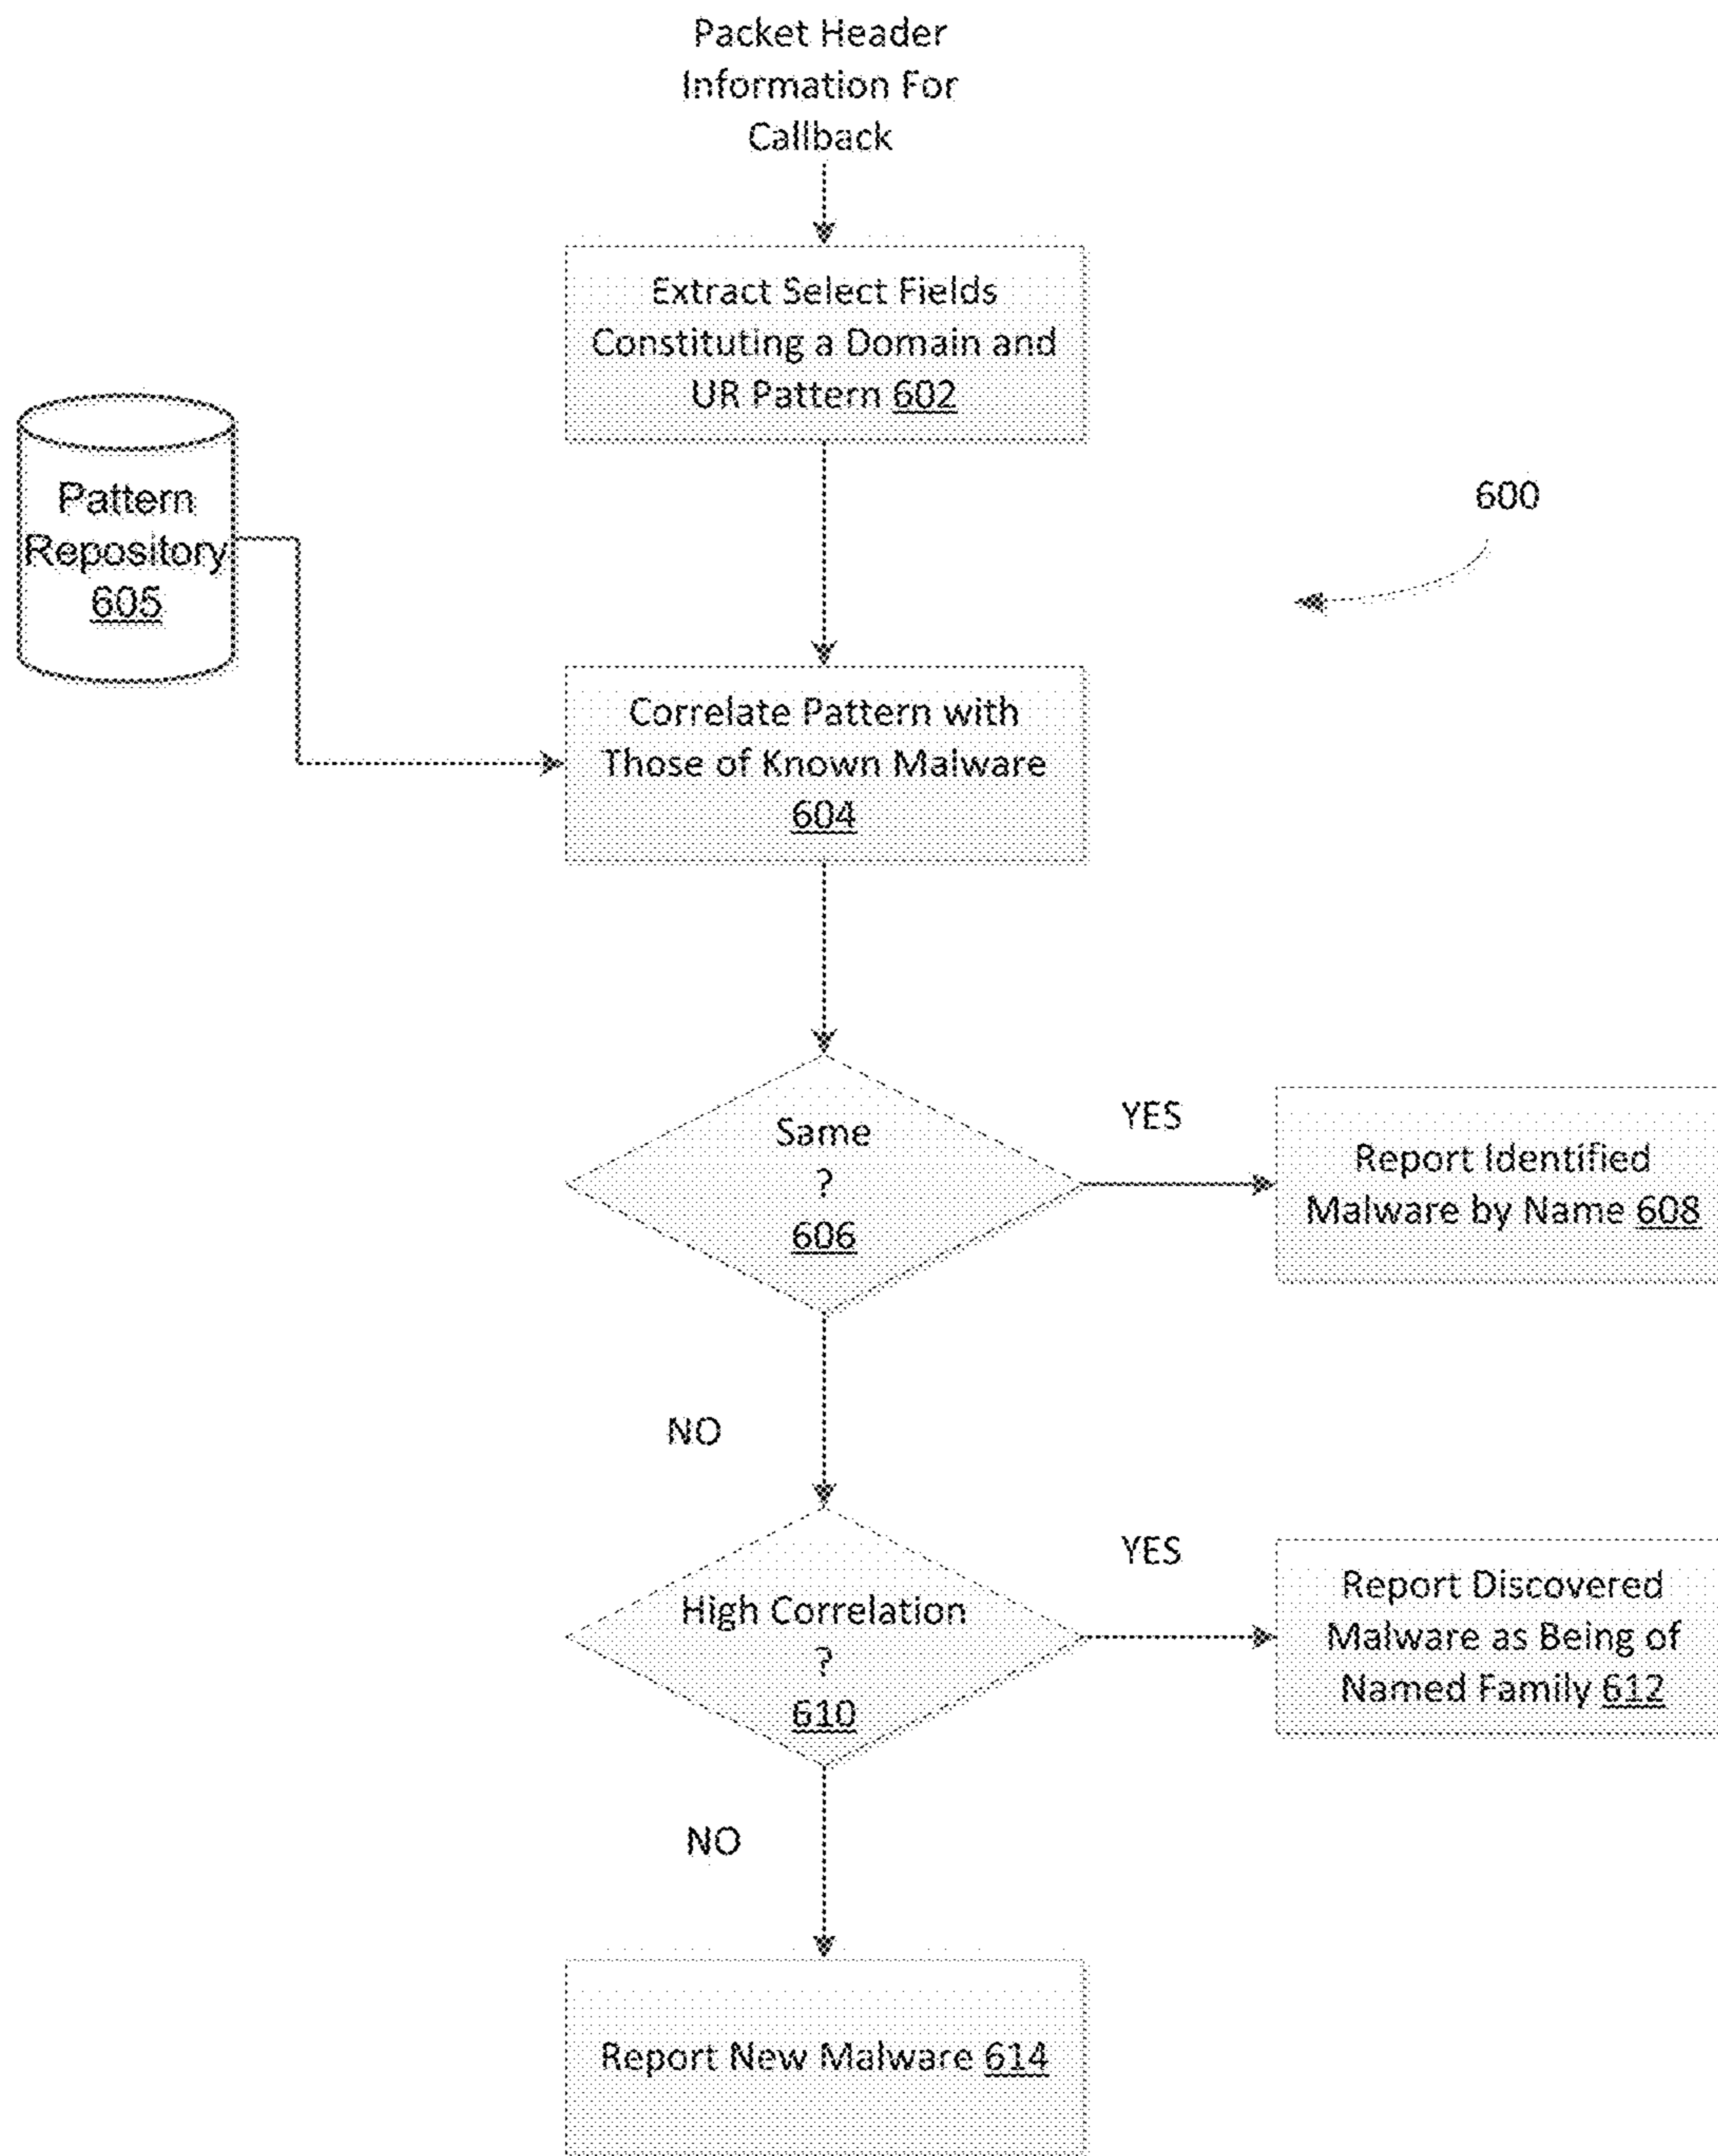 Packet Header
Information For
Callback
Extract Select Fields
Constituting a Domain and
UR Pattern 602
Pattern
Repository
605
600
Correlate Pattern with
Those of Known Malware
604
Same
?
606
YES
Report Identified
Malware by Name 608
NO
High Correlation
?
610
YES
Report Discovered
Malware as Being of
Named Family 612
NO
Report New Malware 614